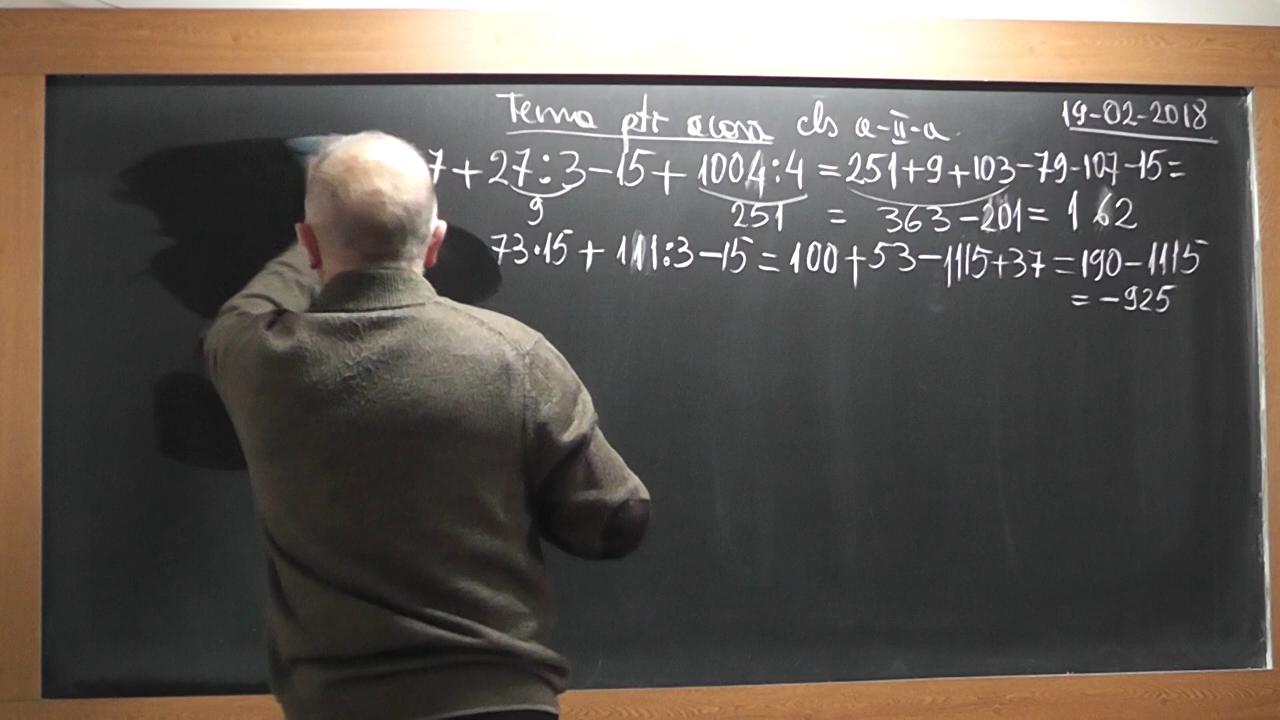 Tema ptr acasă cls a-II-a.
19-02-2018
7+27:3-15+1004:4=251+9+103-79-107-15=
9 251 = 363-201= 162
73·15+111:3-15=100+53-1115+37=190-1115
=-925